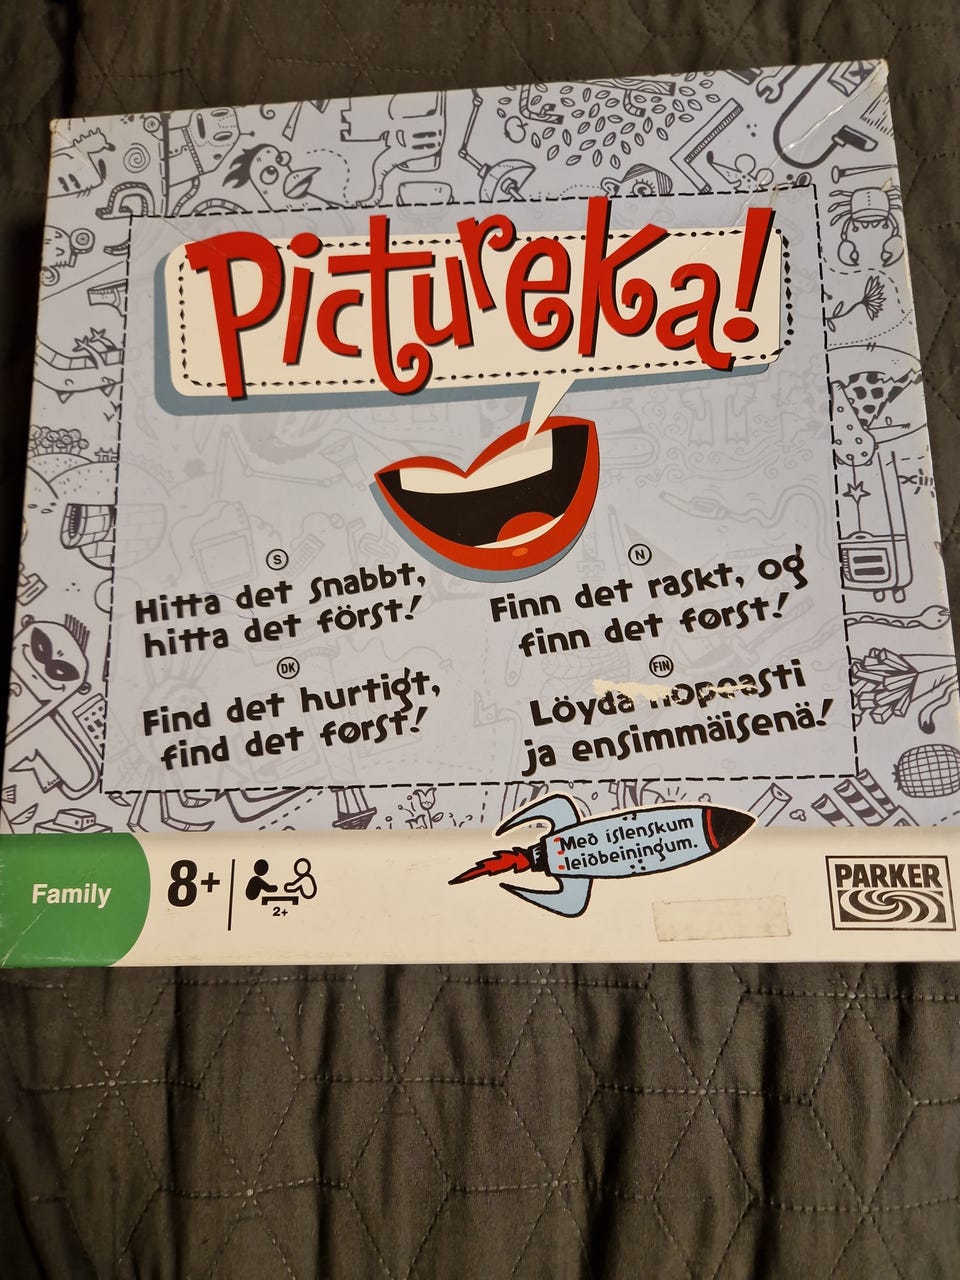 Pictureka!
S
Hitta det snabbt,
hitta det först!
N
Finn det raskt, og
finn det først!
DK
Find det hurtigt,
find det først!
FIN
Löydä nopeasti
ja ensimmäisenä!
Með íslenskum
leiðbeiningum.
Family
8+
2+
PARKER